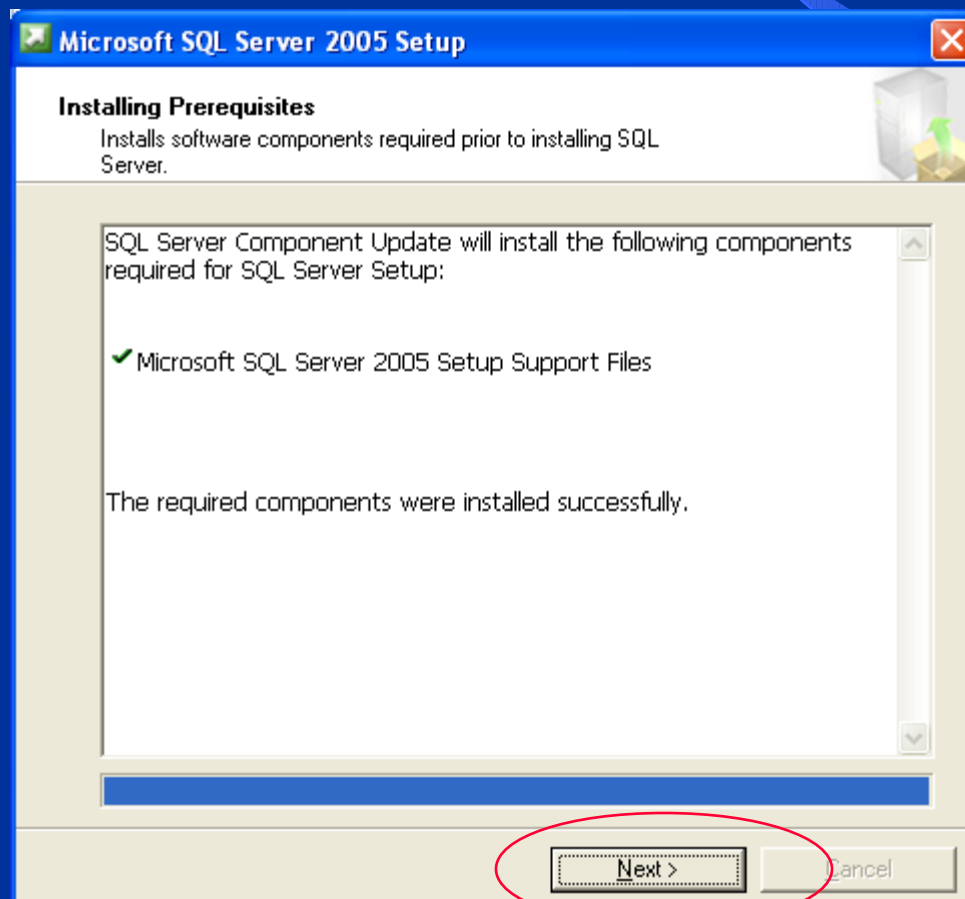 Microsoft SQL Server 2005 Setup
Installing Prerequisites
Installs software components required prior to installing SQL
Server.
SQL Server Component Update will install the following components
required for SQL Server Setup:
✔Microsoft SQL Server 2005 Setup Support Files
The required components were installed successfully.
Next > Cancel